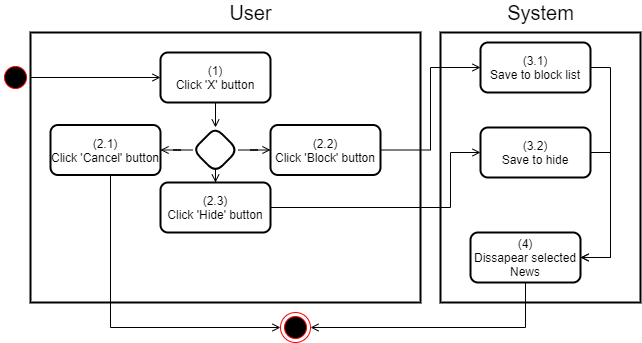 User
System
(1)
Click 'X' button
(2.1)
Click 'Cancel' button
(2.2)
Click 'Block' button
(2.3)
Click 'Hide' button
(3.1)
Save to block list
(3.2)
Save to hide
(4)
Dissapear selected
News